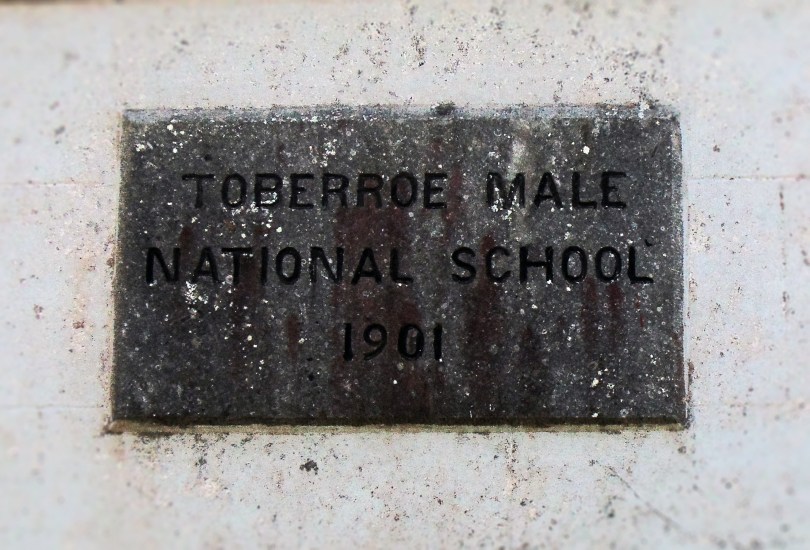 TOBERROE MALE
NATIONAL SCHOOL
1901